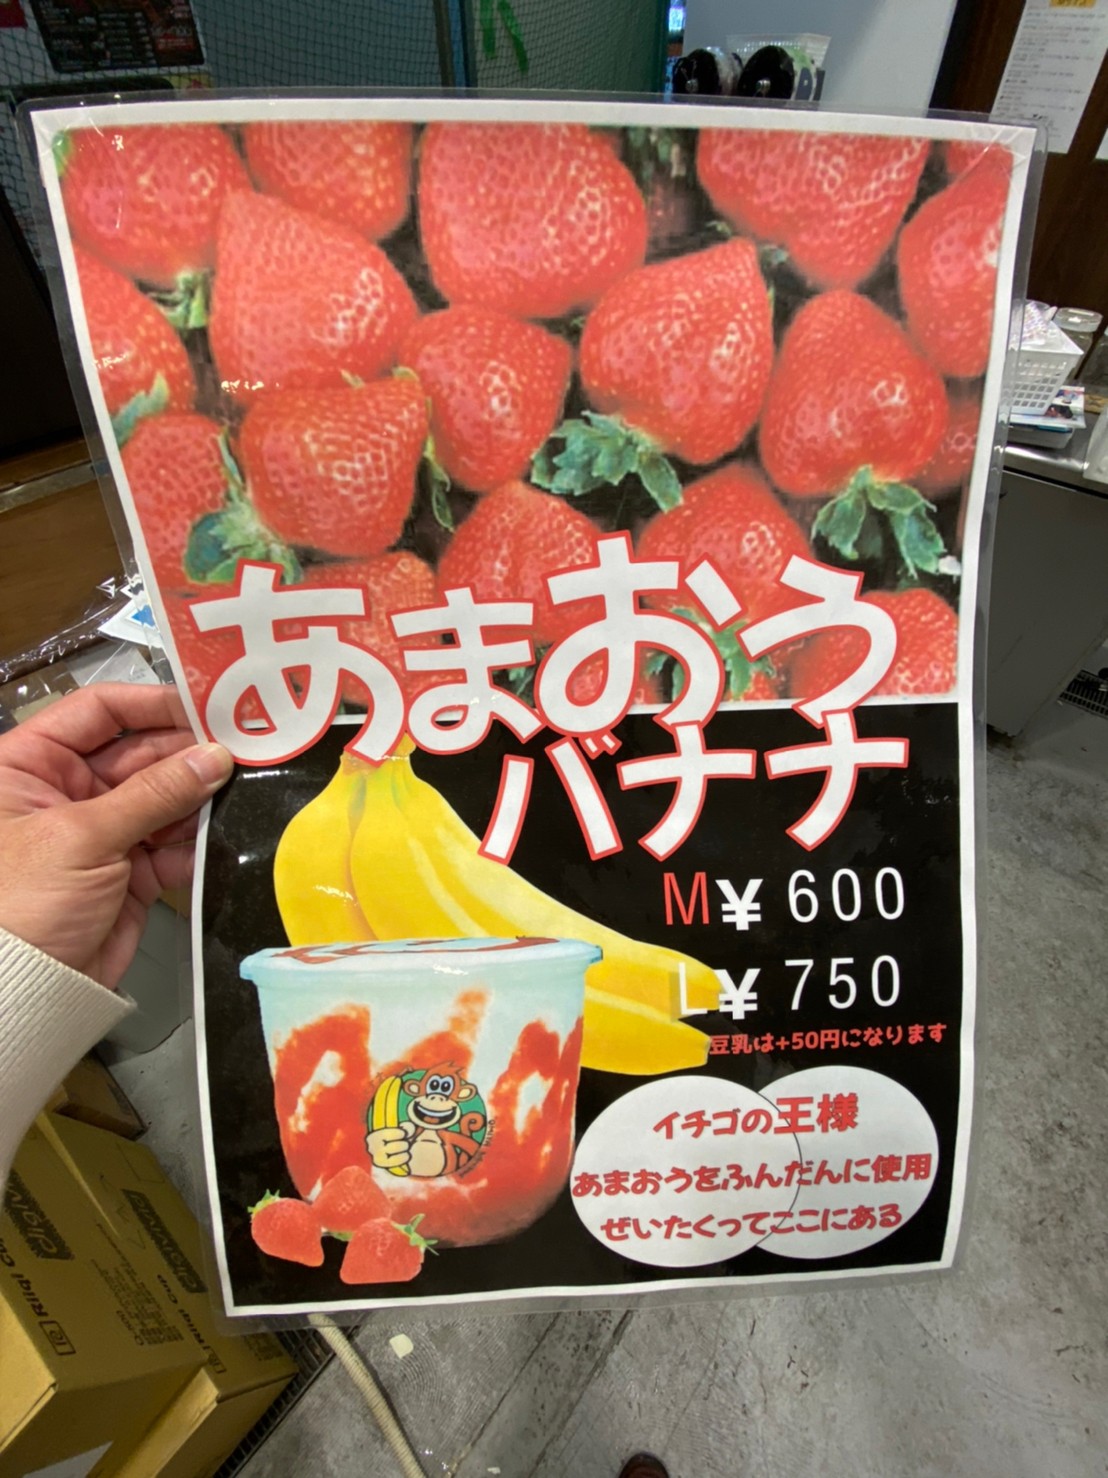 あまおう
バナナ
M¥ 600
L¥ 750
豆乳は+50円になります
イチゴの王様
あまおうをふんだんに使用
ぜいたくってここにある